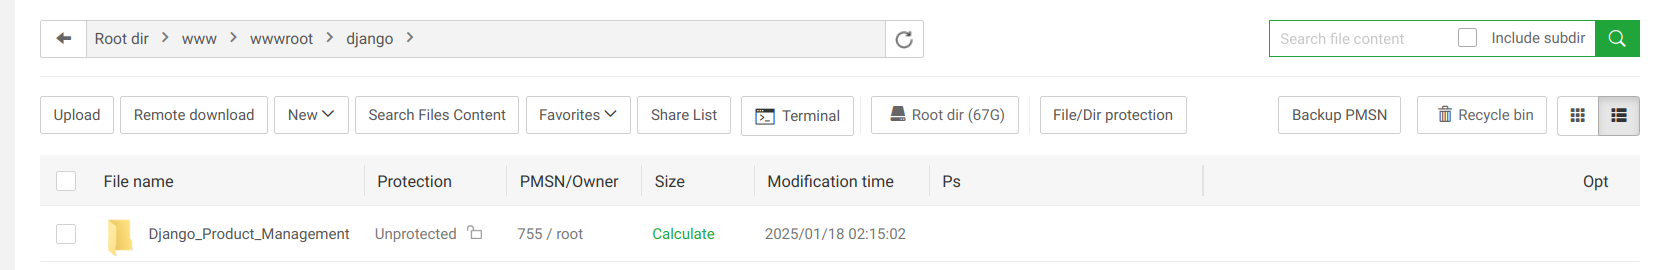 Root dir > www > wwwroot > django >
Search file content Include subdir
Upload Remote download New Search Files Content Favorites Share List Terminal Root dir (67G) File/Dir protection Backup PMSN Recycle bin
File name Protection PMSN/Owner Size Modification time Ps Opt
Django_Product_Management Unprotected 755 / root Calculate 2025/01/18 02:15:02